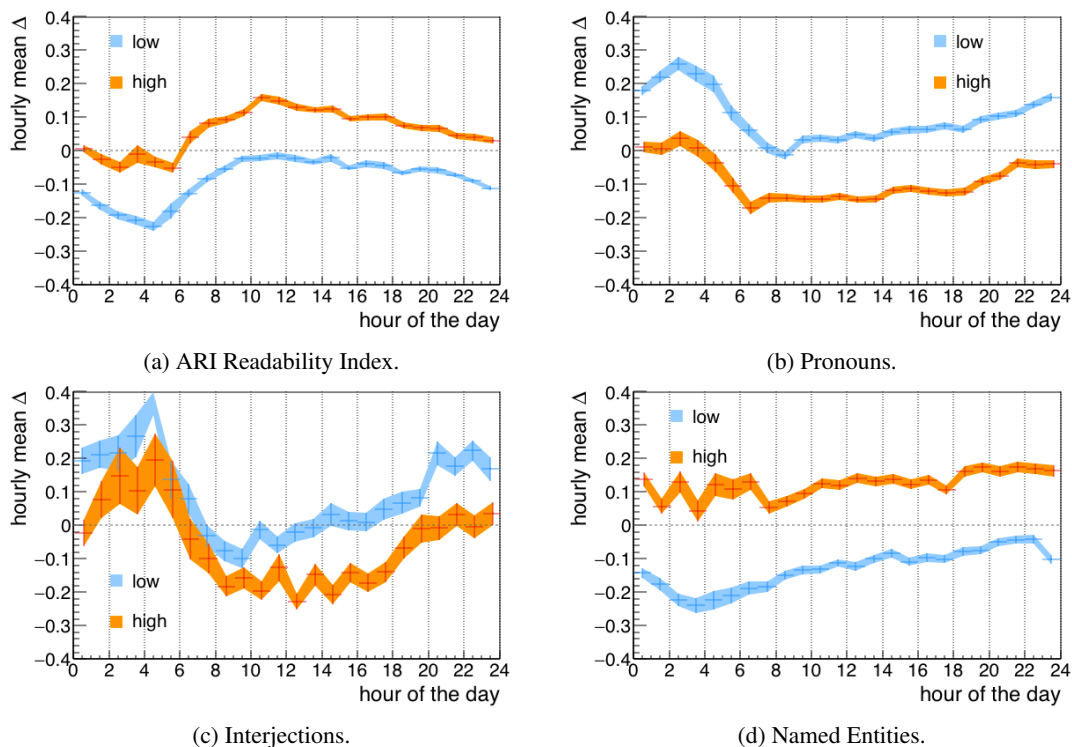 0.4
0.3
0.2
0.1
0
−0.1
−0.2
−0.3
−0.4
hourly mean Δ
low
high
0 2 4 6 8 10 12 14 16 18 20 22 24
hour of the day
(a) ARI Readability Index.
0.4
0.3
0.2
0.1
0
−0.1
−0.2
−0.3
−0.4
hourly mean Δ
low
high
0 2 4 6 8 10 12 14 16 18 20 22 24
hour of the day
(b) Pronouns.
0.4
0.3
0.2
0.1
0
−0.1
−0.2
−0.3
−0.4
hourly mean Δ
low
high
0 2 4 6 8 10 12 14 16 18 20 22 24
hour of the day
(c) Interjections.
0.4
0.3
0.2
0.1
0
−0.1
−0.2
−0.3
−0.4
hourly mean Δ
low
high
0 2 4 6 8 10 12 14 16 18 20 22 24
hour of the day
(d) Named Entities.